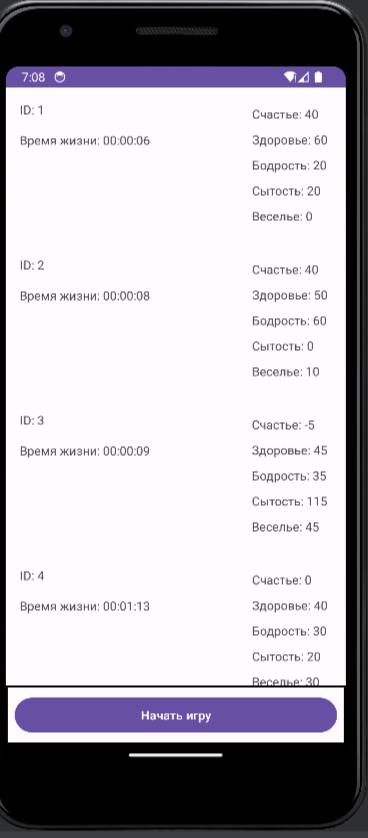 7:08
ID: 1
Время жизни: 00:00:06
Счастье: 40
Здоровье: 60
Бодрость: 20
Сытость: 20
Веселье: 0
ID: 2
Время жизни: 00:00:08
Счастье: 40
Здоровье: 50
Бодрость: 60
Сытость: 0
Веселье: 10
ID: 3
Время жизни: 00:00:09
Счастье: -5
Здоровье: 45
Бодрость: 35
Сытость: 115
Веселье: 45
ID: 4
Время жизни: 00:01:13
Счастье: 0
Здоровье: 40
Бодрость: 30
Сытость: 20
Веселье: 30
Начать игру